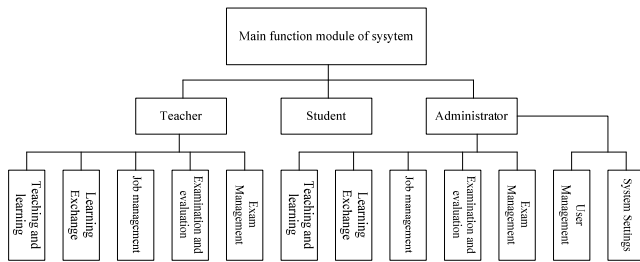 Main function module of sysytem
Teacher
Student
Administrator
Teaching and
learning
Learning
Exchange
Job management
Examination and
evaluation
Exam
Management
Teaching and
learning
Learning
Exchange
Job management
Examination and
evaluation
Exam
Management
User
Management
System Settings